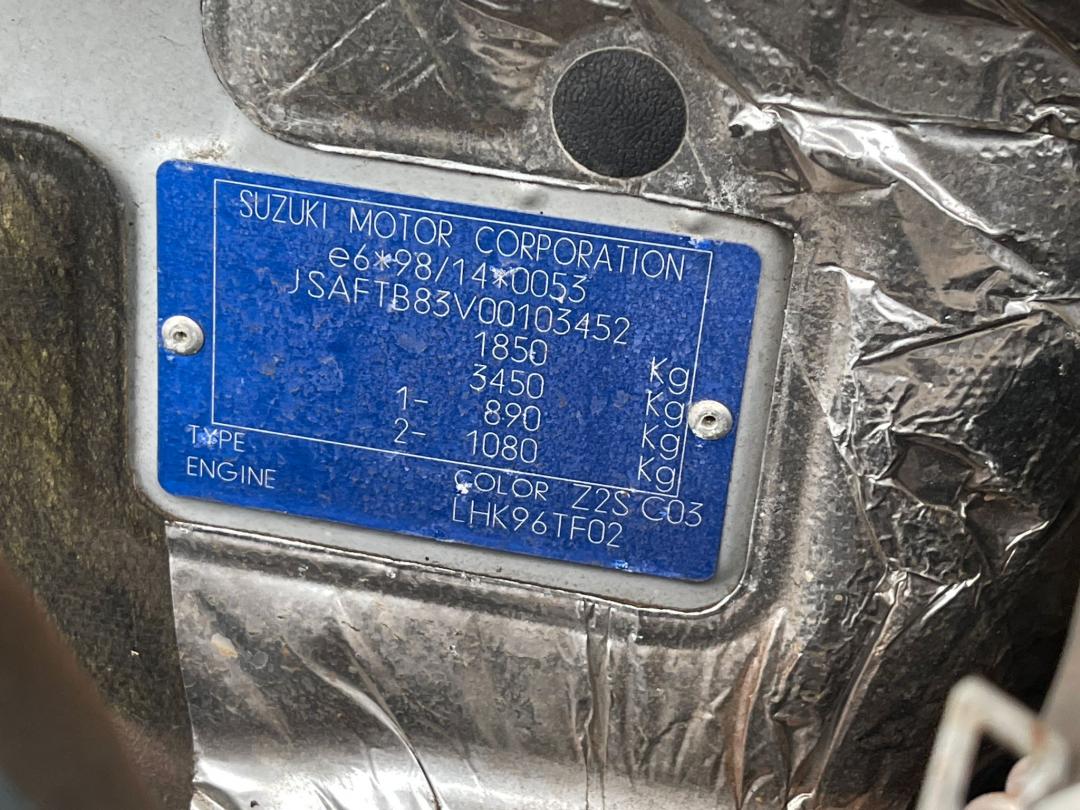 SUZUKI MOTOR CORPORATION
e6*98/14*0053
JSAFTB83V00103452
1850 Kg
3450 Kg
1- 890 Kg
2- 1080 Kg
TYPE COLOR Z2S C03
ENGINE LHK96TF02